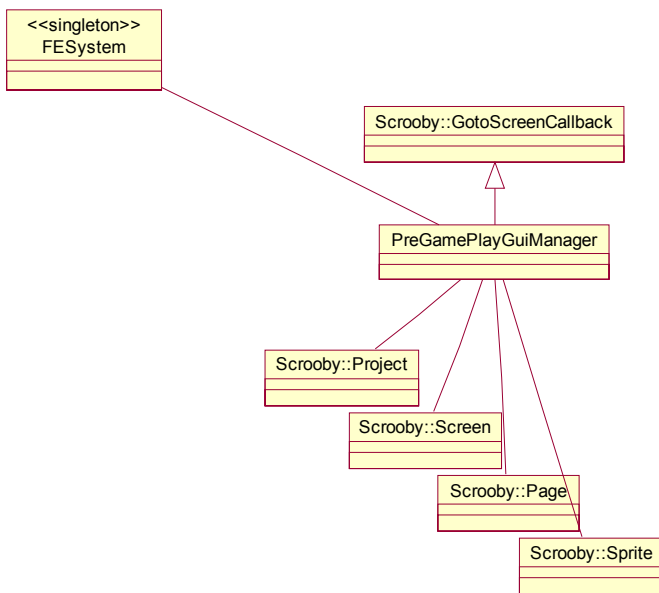 <<singleton>>
FESystem
Scrooby::GotoScreenCallback
PreGamePlayGuiManager
Scrooby::Project
Scrooby::Screen
Scrooby::Page
Scrooby::Sprite